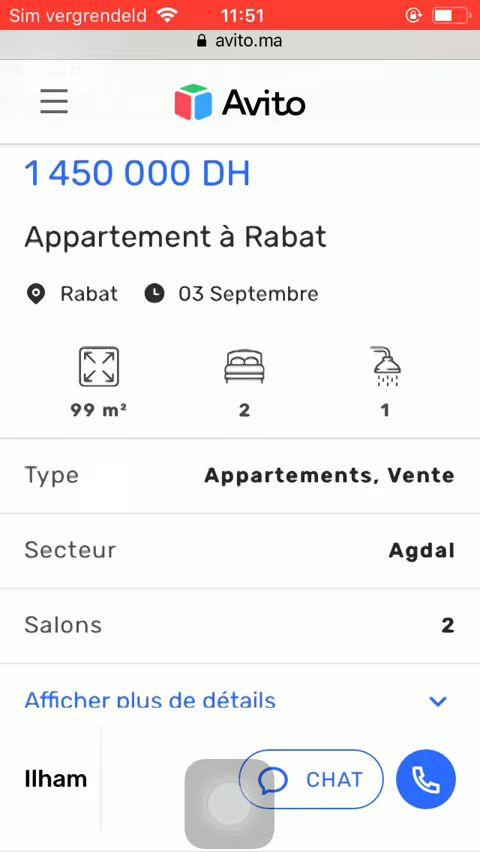 Sim vergrendeld 11:51
avito.ma
Avito
1 450 000 DH
Appartement à Rabat
Rabat 03 Septembre
99 m² 2 1
Type Appartements, Vente
Secteur Agdal
Salons 2
Afficher plus de détails
Ilham CHAT